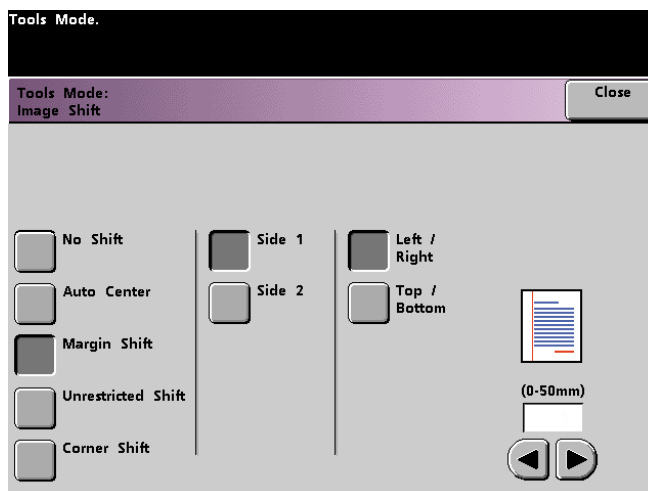 Tools Mode.
Tools Mode:
Image Shift
Close
No Shift
Auto Center
Margin Shift
Unrestricted Shift
Corner Shift
Side 1
Side 2
Left /
Right
Top /
Bottom
(0-50mm)